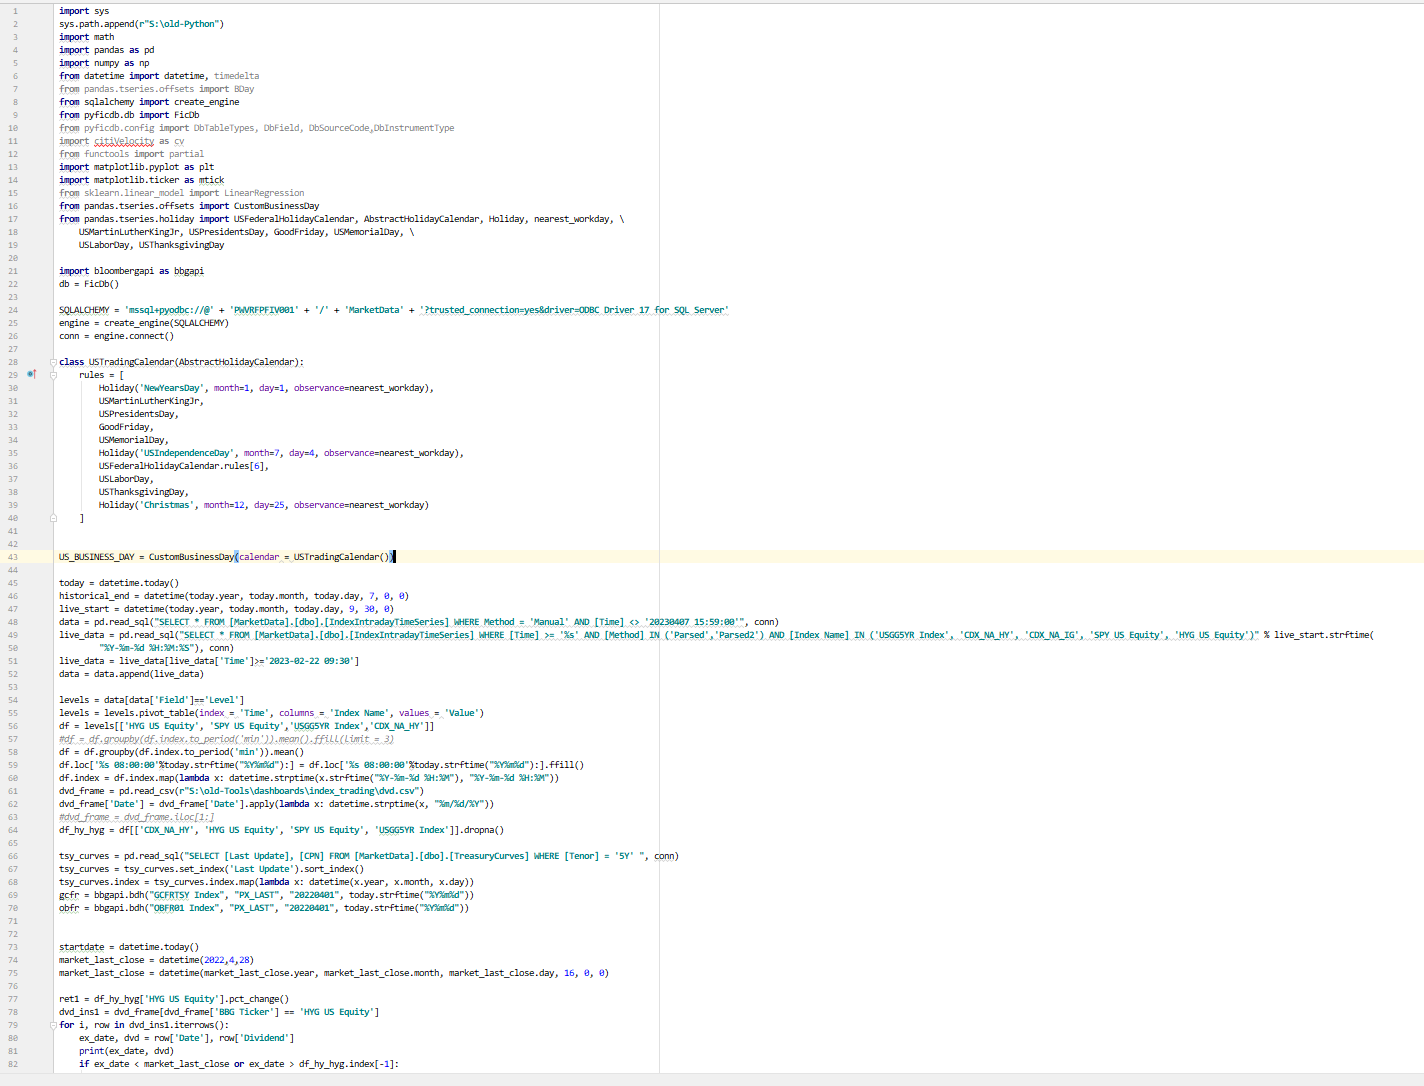 1 import sys
2 sys.path.append(r"S:\old-Python")
3 import math
4 import pandas as pd
5 import numpy as np
6 from datetime import datetime, timedelta
7 from pandas.tseries.offsets import BDay
8 from sqlalchemy import create_engine
9 from pyficdb.db import FicDb
10 from pyficdb.config import DbTableTypes, DbField, DbSourceCode,DbInstrumentType
11 import citiVelocity as cv
12 from functools import partial
13 import matplotlib.pyplot as plt
14 import matplotlib.ticker as mtick
15 from sklearn.linear_model import LinearRegression
16 from pandas.tseries.offsets import CustomBusinessDay
17 from pandas.tseries.holiday import USFederalHolidayCalendar, AbstractHolidayCalendar, Holiday, nearest_workday, \
18 USMartinLutherKingJr, USPresidentsDay, GoodFriday, USMemorialDay, \
19 USLaborDay, USThanksgivingDay
20
21 import bloombergapi as bbgapi
22 db = FicDb()
23
24 SQLALCHEMY = 'mssql+pyodbc://@' + 'PWVRFPFIV001' + '/' + 'MarketData' + '?trusted_connection=yes&driver=ODBC Driver 17 for SQL Server'
25 engine = create_engine(SQLALCHEMY)
26 conn = engine.connect()
27
28 class USTradingCalendar(AbstractHolidayCalendar):
29 rules = [
30 Holiday('NewYearsDay', month=1, day=1, observance=nearest_workday),
31 USMartinLutherKingJr,
32 USPresidentsDay,
33 GoodFriday,
34 USMemorialDay,
35 Holiday('USIndependenceDay', month=7, day=4, observance=nearest_workday),
36 USFederalHolidayCalendar.rules[6],
37 USLaborDay,
38 USThanksgivingDay,
39 Holiday('Christmas', month=12, day=25, observance=nearest_workday)
40 ]
41
42
43 US_BUSINESS_DAY = CustomBusinessDay(calendar = USTradingCalendar())
44
45 today = datetime.today()
46 historical_end = datetime(today.year, today.month, today.day, 7, 0, 0)
47 live_start = datetime(today.year, today.month, today.day, 9, 30, 0)
48 data = pd.read_sql("SELECT * FROM [MarketData].[dbo].[IndexIntradayTimeSeries] WHERE Method = 'Manual' AND [Time] <> '20230407 15:59:00'", conn)
49 live_data = pd.read_sql("SELECT * FROM [MarketData].[dbo].[IndexIntradayTimeSeries] WHERE [Time] >= '%s' AND [Method] IN ('Parsed','Parsed2') AND [Index Name] IN ('USGG5YR Index', 'CDX_NA_HY', 'CDX_NA_IG', 'SPY US Equity', 'HYG US Equity')" % live_start.strftime(
50 "%Y-%m-%d %H:%M:%S"), conn)
51 live_data = live_data[live_data['Time']>='2023-02-22 09:30']
52 data = data.append(live_data)
53
54 levels = data[data['Field']=='Level']
55 levels = levels.pivot_table(index = 'Time', columns = 'Index Name', values = 'Value')
56 df = levels[['HYG US Equity', 'SPY US Equity','USGG5YR Index','CDX_NA_HY']]
57 #df = df.groupby(df.index.to_period('min')).mean().ffill(limit = 3)
58 df = df.groupby(df.index.to_period('min')).mean()
59 df.loc['%s 08:00:00'%today.strftime("%Y%m%d"):] = df.loc['%s 08:00:00'%today.strftime("%Y%m%d"):].ffill()
60 df.index = df.index.map(lambda x: datetime.strptime(x.strftime("%Y-%m-%d %H:%M"), "%Y-%m-%d %H:%M"))
61 dvd_frame = pd.read_csv(r"S:\old-Tools\dashboards\index_trading\dvd.csv")
62 dvd_frame['Date'] = dvd_frame['Date'].apply(lambda x: datetime.strptime(x, "%m/%d/%Y"))
63 #dvd_frame = dvd_frame.iloc[1:]
64 df_hy_hyg = df[['CDX_NA_HY', 'HYG US Equity', 'SPY US Equity', 'USGG5YR Index']].dropna()
65
66 tsy_curves = pd.read_sql("SELECT [Last Update], [CPN] FROM [MarketData].[dbo].[TreasuryCurves] WHERE [Tenor] = '5Y' ", conn)
67 tsy_curves = tsy_curves.set_index('Last Update').sort_index()
68 tsy_curves.index = tsy_curves.index.map(lambda x: datetime(x.year, x.month, x.day))
69 gcfr = bbgapi.bdh("GCFRTSY Index", "PX_LAST", "20220401", today.strftime("%Y%m%d"))
70 obfr = bbgapi.bdh("OBFR01 Index", "PX_LAST", "20220401", today.strftime("%Y%m%d"))
71
72
73 startdate = datetime.today()
74 market_last_close = datetime(2022,4,28)
75 market_last_close = datetime(market_last_close.year, market_last_close.month, market_last_close.day, 16, 0, 0)
76
77 ret1 = df_hy_hyg['HYG US Equity'].pct_change()
78 dvd_ins1 = dvd_frame[dvd_frame['BBG Ticker'] == 'HYG US Equity']
79 for i, row in dvd_ins1.iterrows():
80 ex_date, dvd = row['Date'], row['Dividend']
81 print(ex_date, dvd)
82 if ex_date < market_last_close or ex_date > df_hy_hyg.index[-1]: